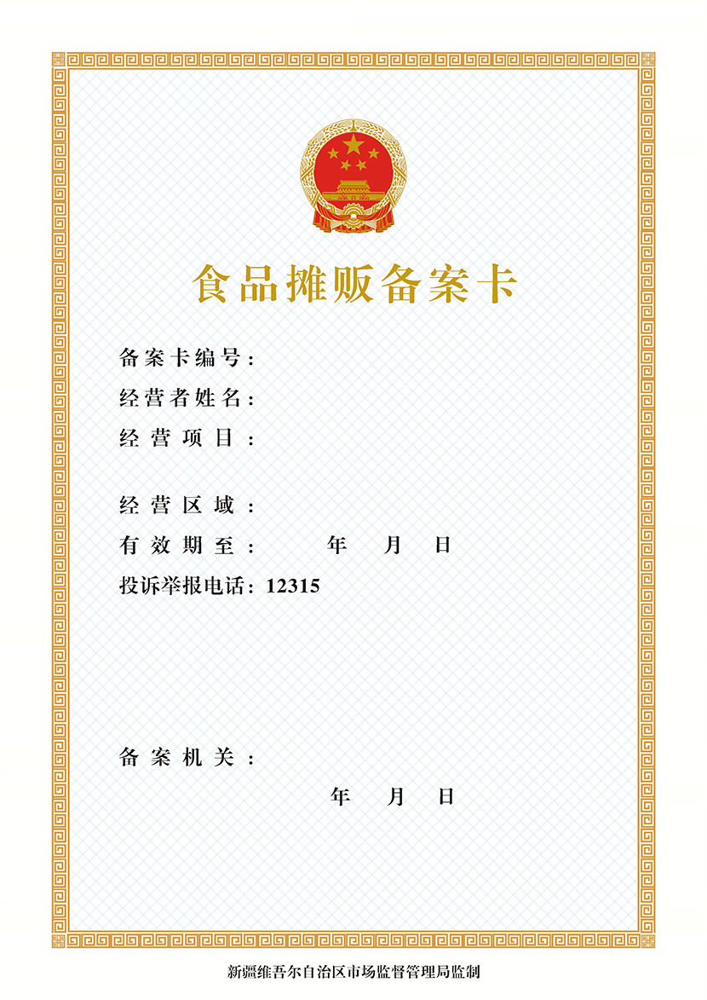 食品摊贩备案卡
备案卡编号:
经营者姓名:
经营项目:
经营区域:
有效期至: 年 月 日
投诉举报电话: 12315
备案机关:
年 月 日
新疆维吾尔自治区市场监督管理局监制